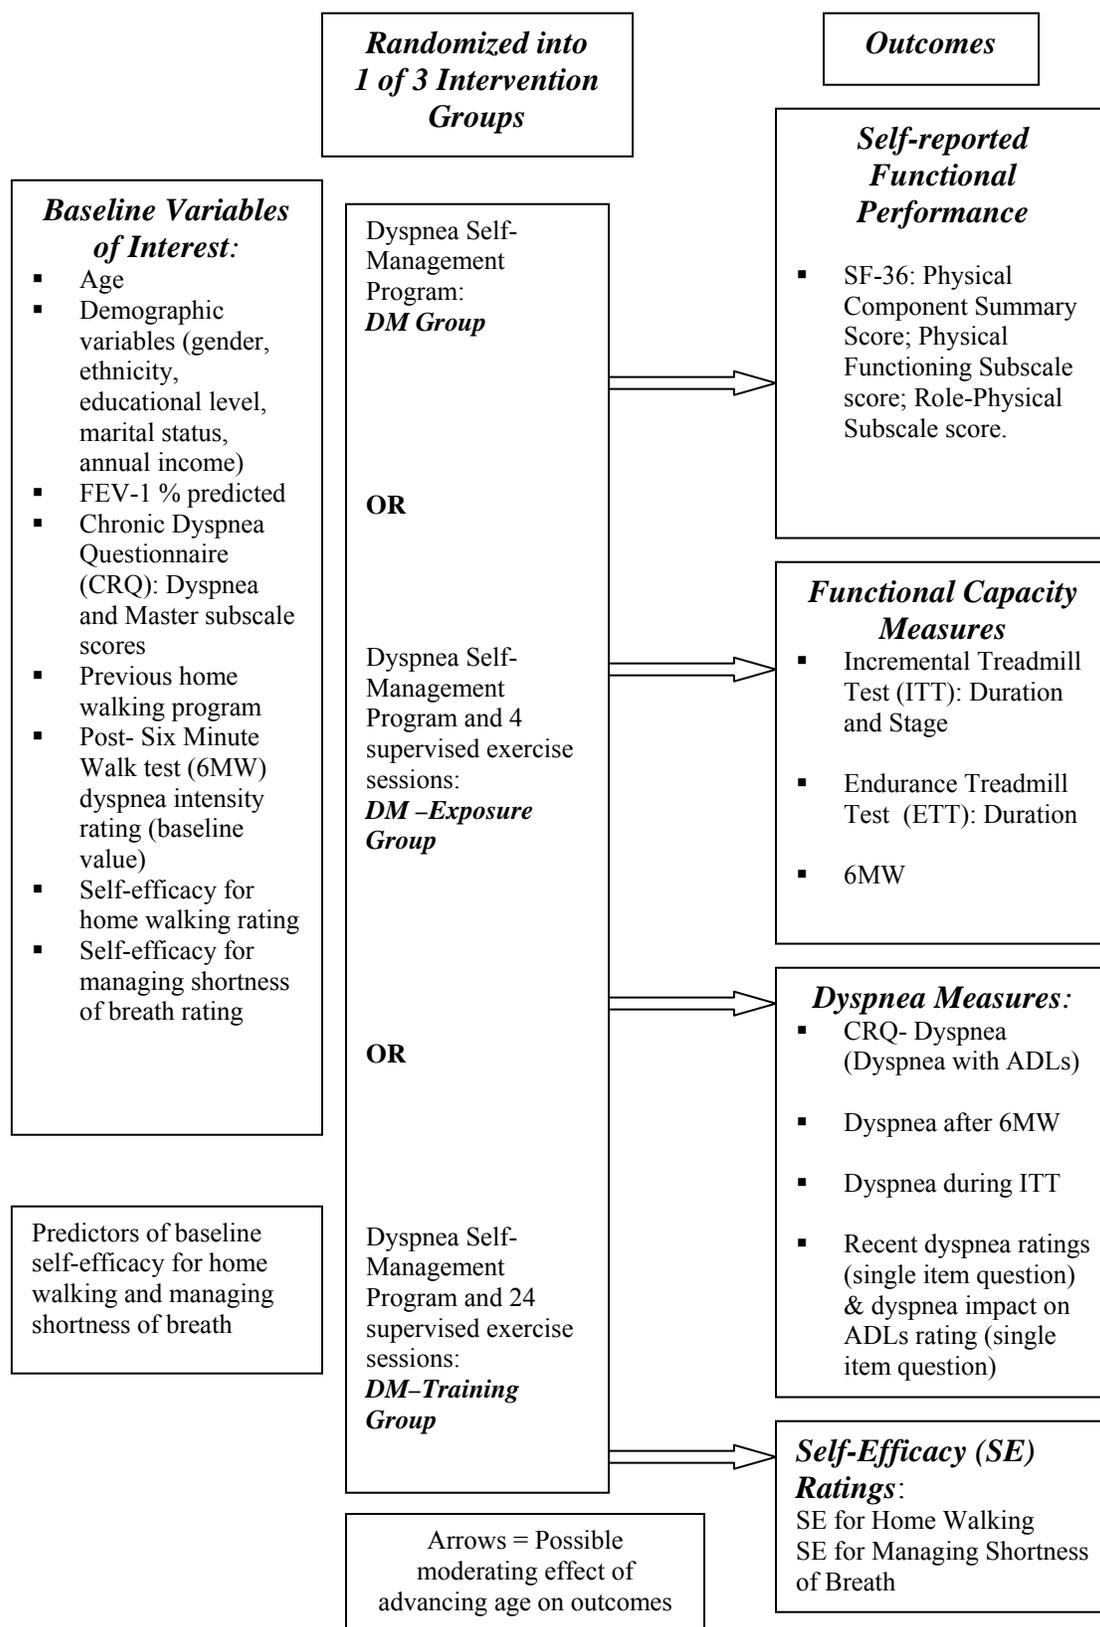 Randomized into
1 of 3 Intervention
Groups
Outcomes
Baseline Variables
of Interest:
▪ Age
▪ Demographic
variables (gender,
ethnicity,
educational level,
marital status,
annual income)
▪ FEV-1 % predicted
▪ Chronic Dyspnea
Questionnaire
(CRQ): Dyspnea
and Master subscale
scores
▪ Previous home
walking program
▪ Post- Six Minute
Walk test (6MW)
dyspnea intensity
rating (baseline
value)
▪ Self-efficacy for
home walking rating
▪ Self-efficacy for
managing shortness
of breath rating
Predictors of baseline
self-efficacy for home
walking and managing
shortness of breath
Dyspnea Self-
Management
Program:
DM Group
OR
Dyspnea Self-
Management
Program and 4
supervised exercise
sessions:
DM –Exposure
Group
OR
Dyspnea Self-
Management
Program and 24
supervised exercise
sessions:
DM–Training
Group
Arrows = Possible
moderating effect of
advancing age on outcomes
Self-reported
Functional
Performance
▪ SF-36: Physical
Component Summary
Score; Physical
Functioning Subscale
score; Role-Physical
Subscale score.
Functional Capacity
Measures
▪ Incremental Treadmill
Test (ITT): Duration
and Stage
▪ Endurance Treadmill
Test (ETT): Duration
▪ 6MW
Dyspnea Measures:
▪ CRQ- Dyspnea
(Dyspnea with ADLs)
▪ Dyspnea after 6MW
▪ Dyspnea during ITT
▪ Recent dyspnea ratings
(single item question)
& dyspnea impact on
ADLs rating (single
item question)
Self-Efficacy (SE)
Ratings:
SE for Home Walking
SE for Managing Shortness
of Breath